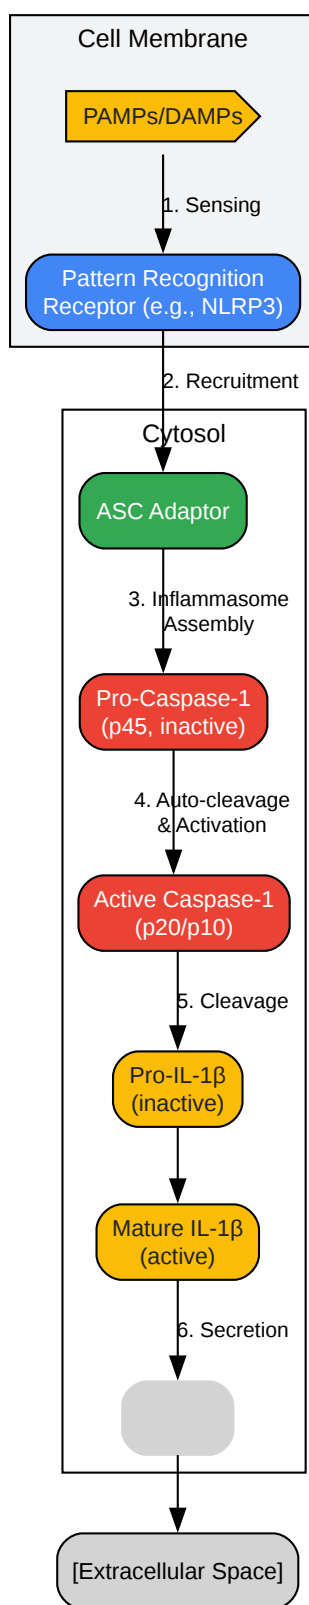 Cell Membrane
PAMPs/DAMPs
1. Sensing
Pattern Recognition
Receptor (e.g., NLRP3)
2. Recruitment
Cytosol
ASC Adaptor
3. Inflammasome
Assembly
Pro-Caspase-1
(p45, inactive)
4. Auto-cleavage
& Activation
Active Caspase-1
(p20/p10)
5. Cleavage
Pro-IL-1β
(inactive)
Mature IL-1β
(active)
6. Secretion
[Extracellular Space]